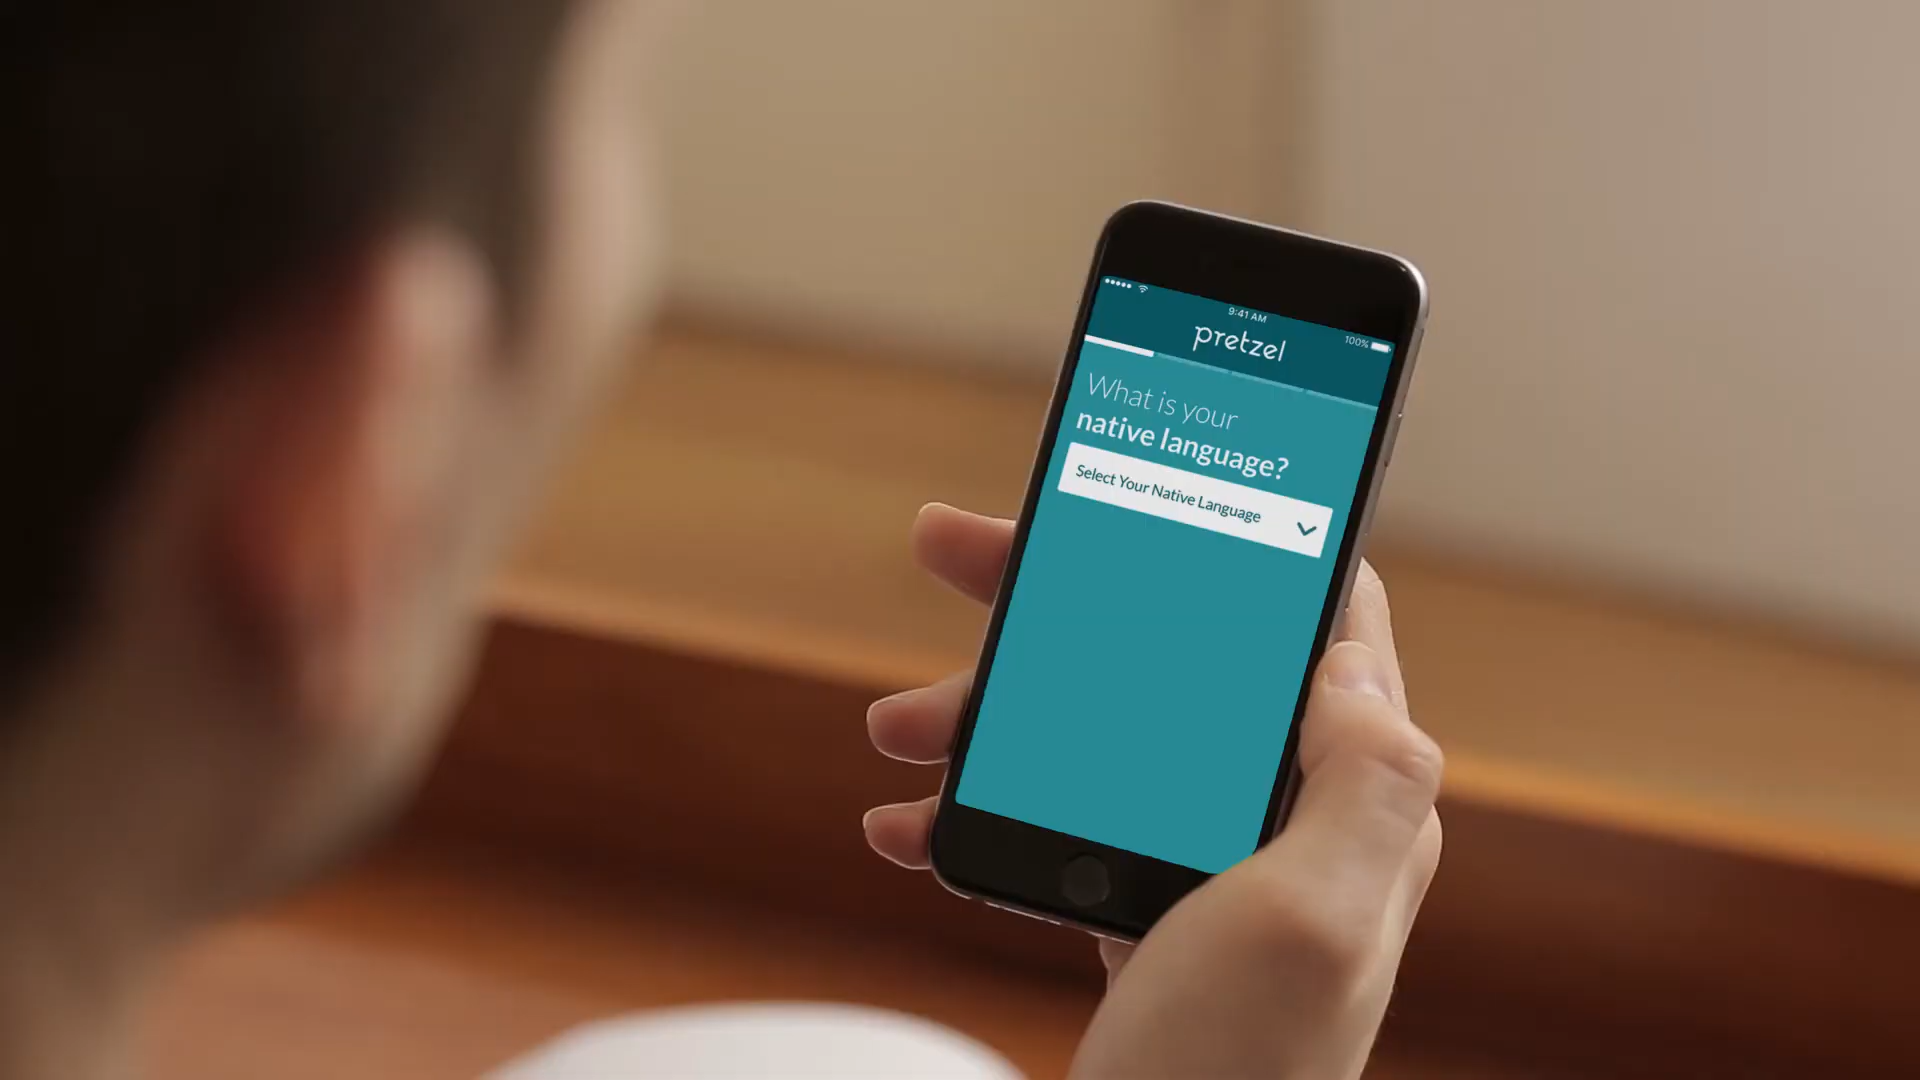 9:41 AM
100%
pretzel
What is your
native language?
Select Your Native Language